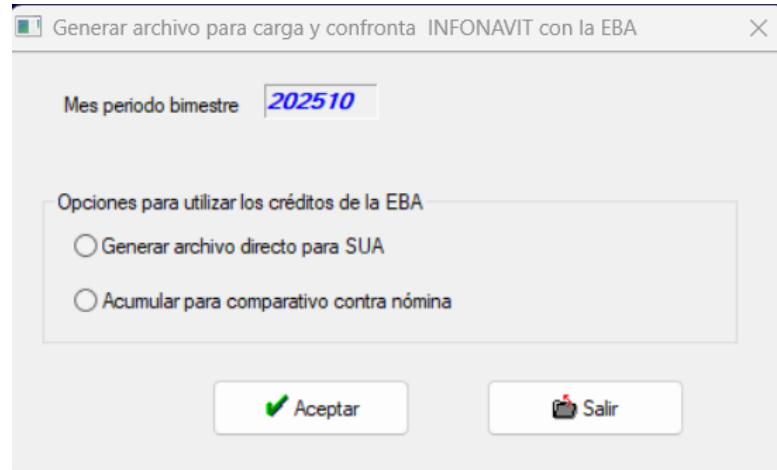 Generar archivo para carga y confronta INFONAVIT con la EBA
Mes periodo bimestre 202510
Opciones para utilizar los créditos de la EBA
Generar archivo directo para SUA
Acumular para comparativo contra nómina
Aceptar Salir